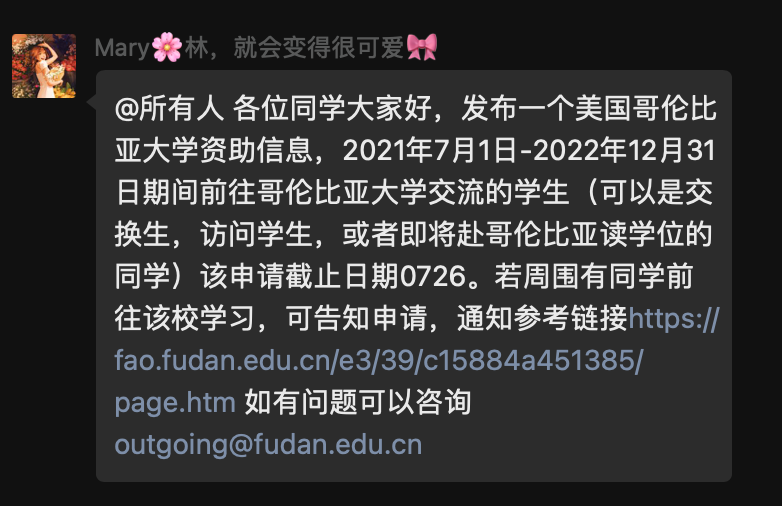 Mary🌸林，就会变得很可爱🎀
@所有人 各位同学大家好，发布一个美国哥伦比
亚大学资助信息，2021年7月1日-2022年12月31
日期间前往哥伦比亚大学交流的学生（可以是交
换生，访问学生，或者即将赴哥伦比亚读学位的
同学）该申请截止日期0726。若周围有同学前
往该校学习，可告知申请，通知参考链接https://
fao.fudan.edu.cn/e3/39/c15884a451385/
page.htm 如有问题可以咨询
outgoing@fudan.edu.cn